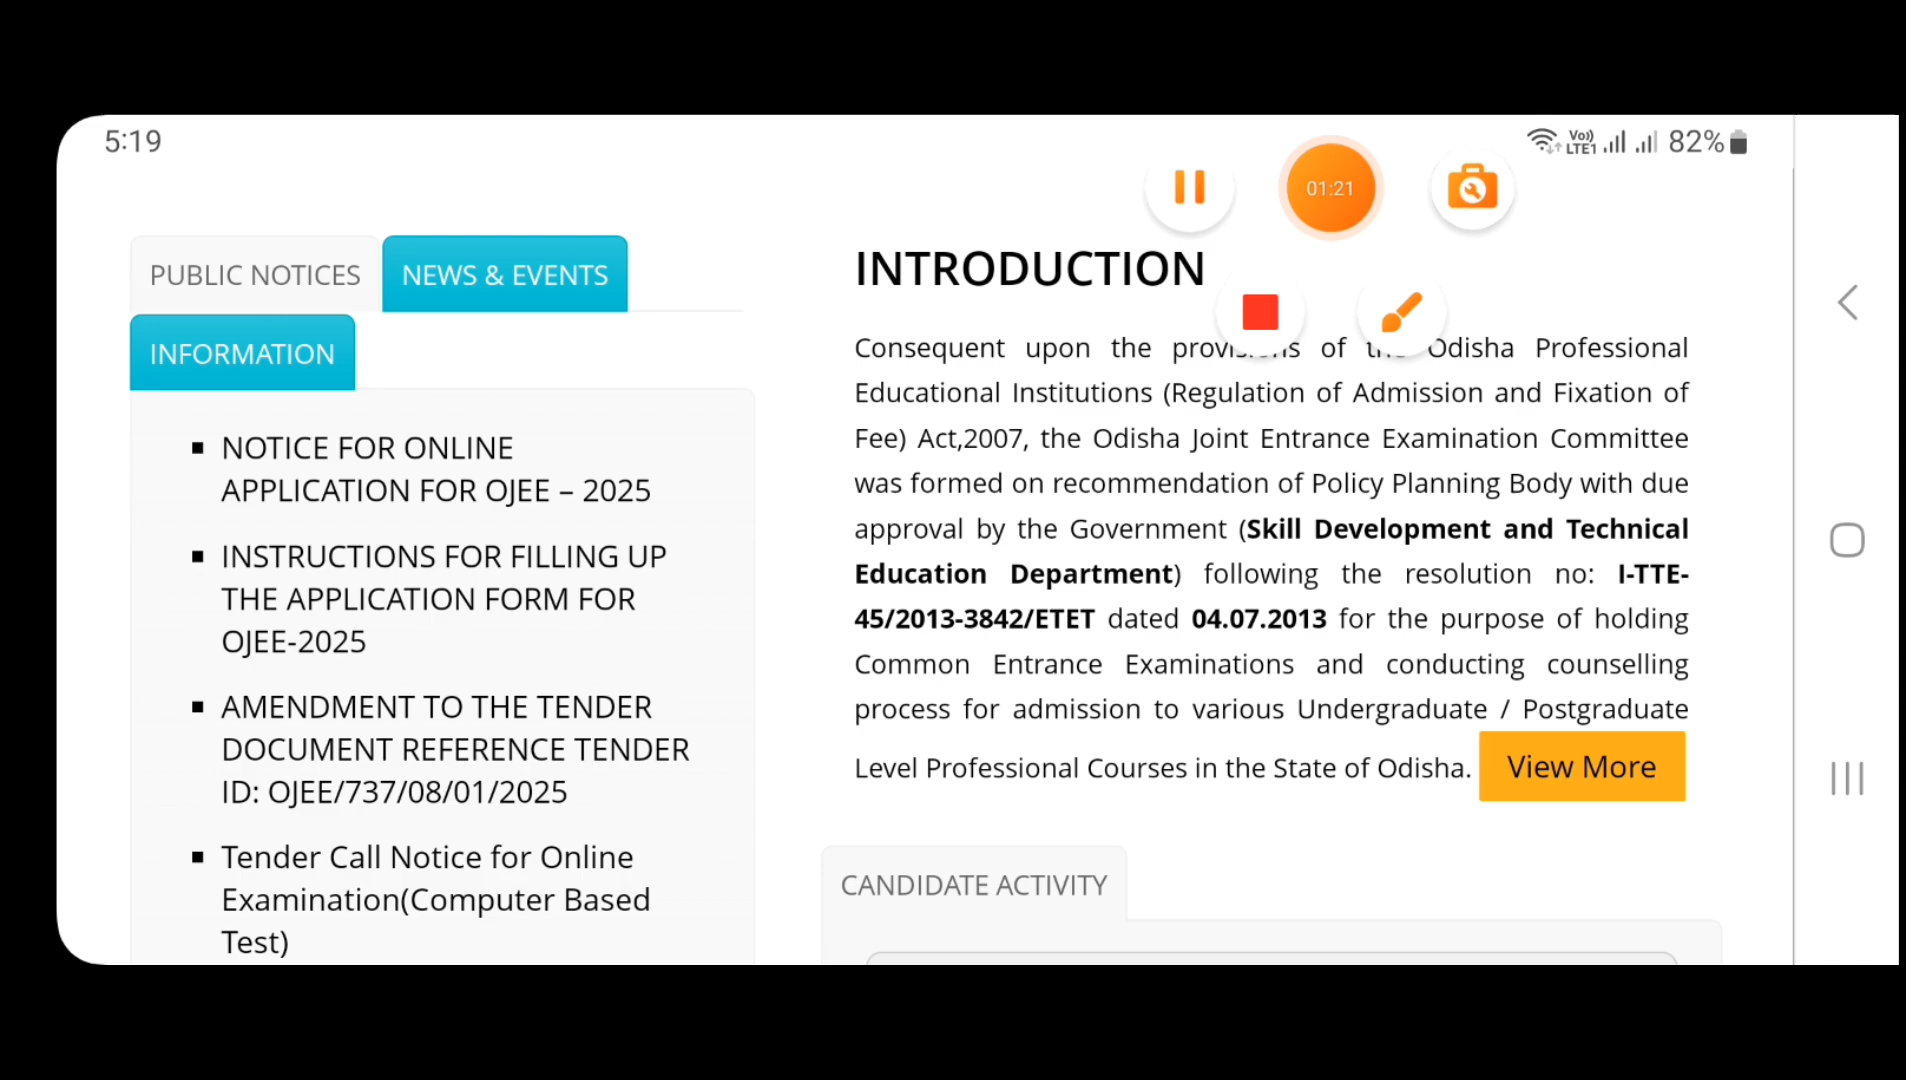 5:19
Vo))
LTE1
82%
01:21
PUBLIC NOTICES
NEWS & EVENTS
INFORMATION
▪ NOTICE FOR ONLINE
APPLICATION FOR OJEE – 2025
▪ INSTRUCTIONS FOR FILLING UP
THE APPLICATION FORM FOR
OJEE-2025
▪ AMENDMENT TO THE TENDER
DOCUMENT REFERENCE TENDER
ID: OJEE/737/08/01/2025
▪ Tender Call Notice for Online
Examination(Computer Based
Test)
INTRODUCTION
Consequent upon the of Odisha Professional
Educational Institutions (Regulation of Admission and Fixation of
Fee) Act,2007, the Odisha Joint Entrance Examination Committee
was formed on recommendation of Policy Planning Body with due
approval by the Government (Skill Development and Technical
Education Department) following the resolution no: I-TTE-
45/2013-3842/ETET dated 04.07.2013 for the purpose of holding
Common Entrance Examinations and conducting counselling
process for admission to various Undergraduate / Postgraduate
Level Professional Courses in the State of Odisha.
View More
CANDIDATE ACTIVITY